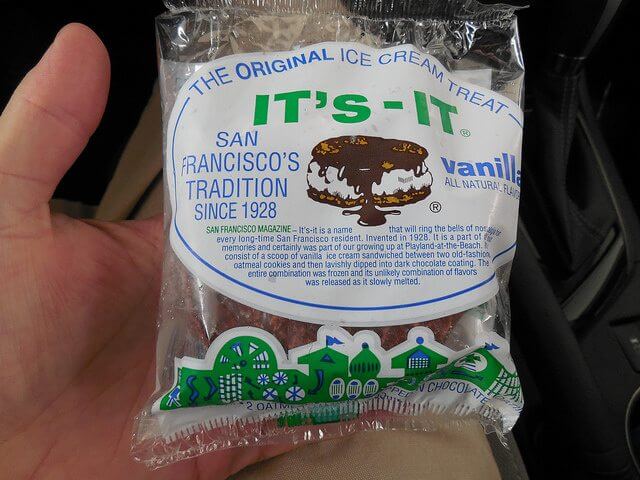 THE ORIGINAL ICE CREAM TREAT
IT's-IT®
SAN
FRANCISCO'S
TRADITION
SINCE 1928
vanilla
ALL NATURAL
®
SAN FRANCISCO MAGAZINE – It's-it is a name that will ring the bells of
every long-time San Francisco resident. Invented in 1928. It is a part of
memories and certainly was part of our growing up at Playland-at-the-Beach. It
consist of a scoop of vanilla ice cream sandwiched between two old-fashion
oatmeal cookies and then lavishly dipped into dark chocolate coating. The
entire combination was frozen and its unlikely combination of flavors
was released as it slowly melted.
2 IN CHOCOLATE